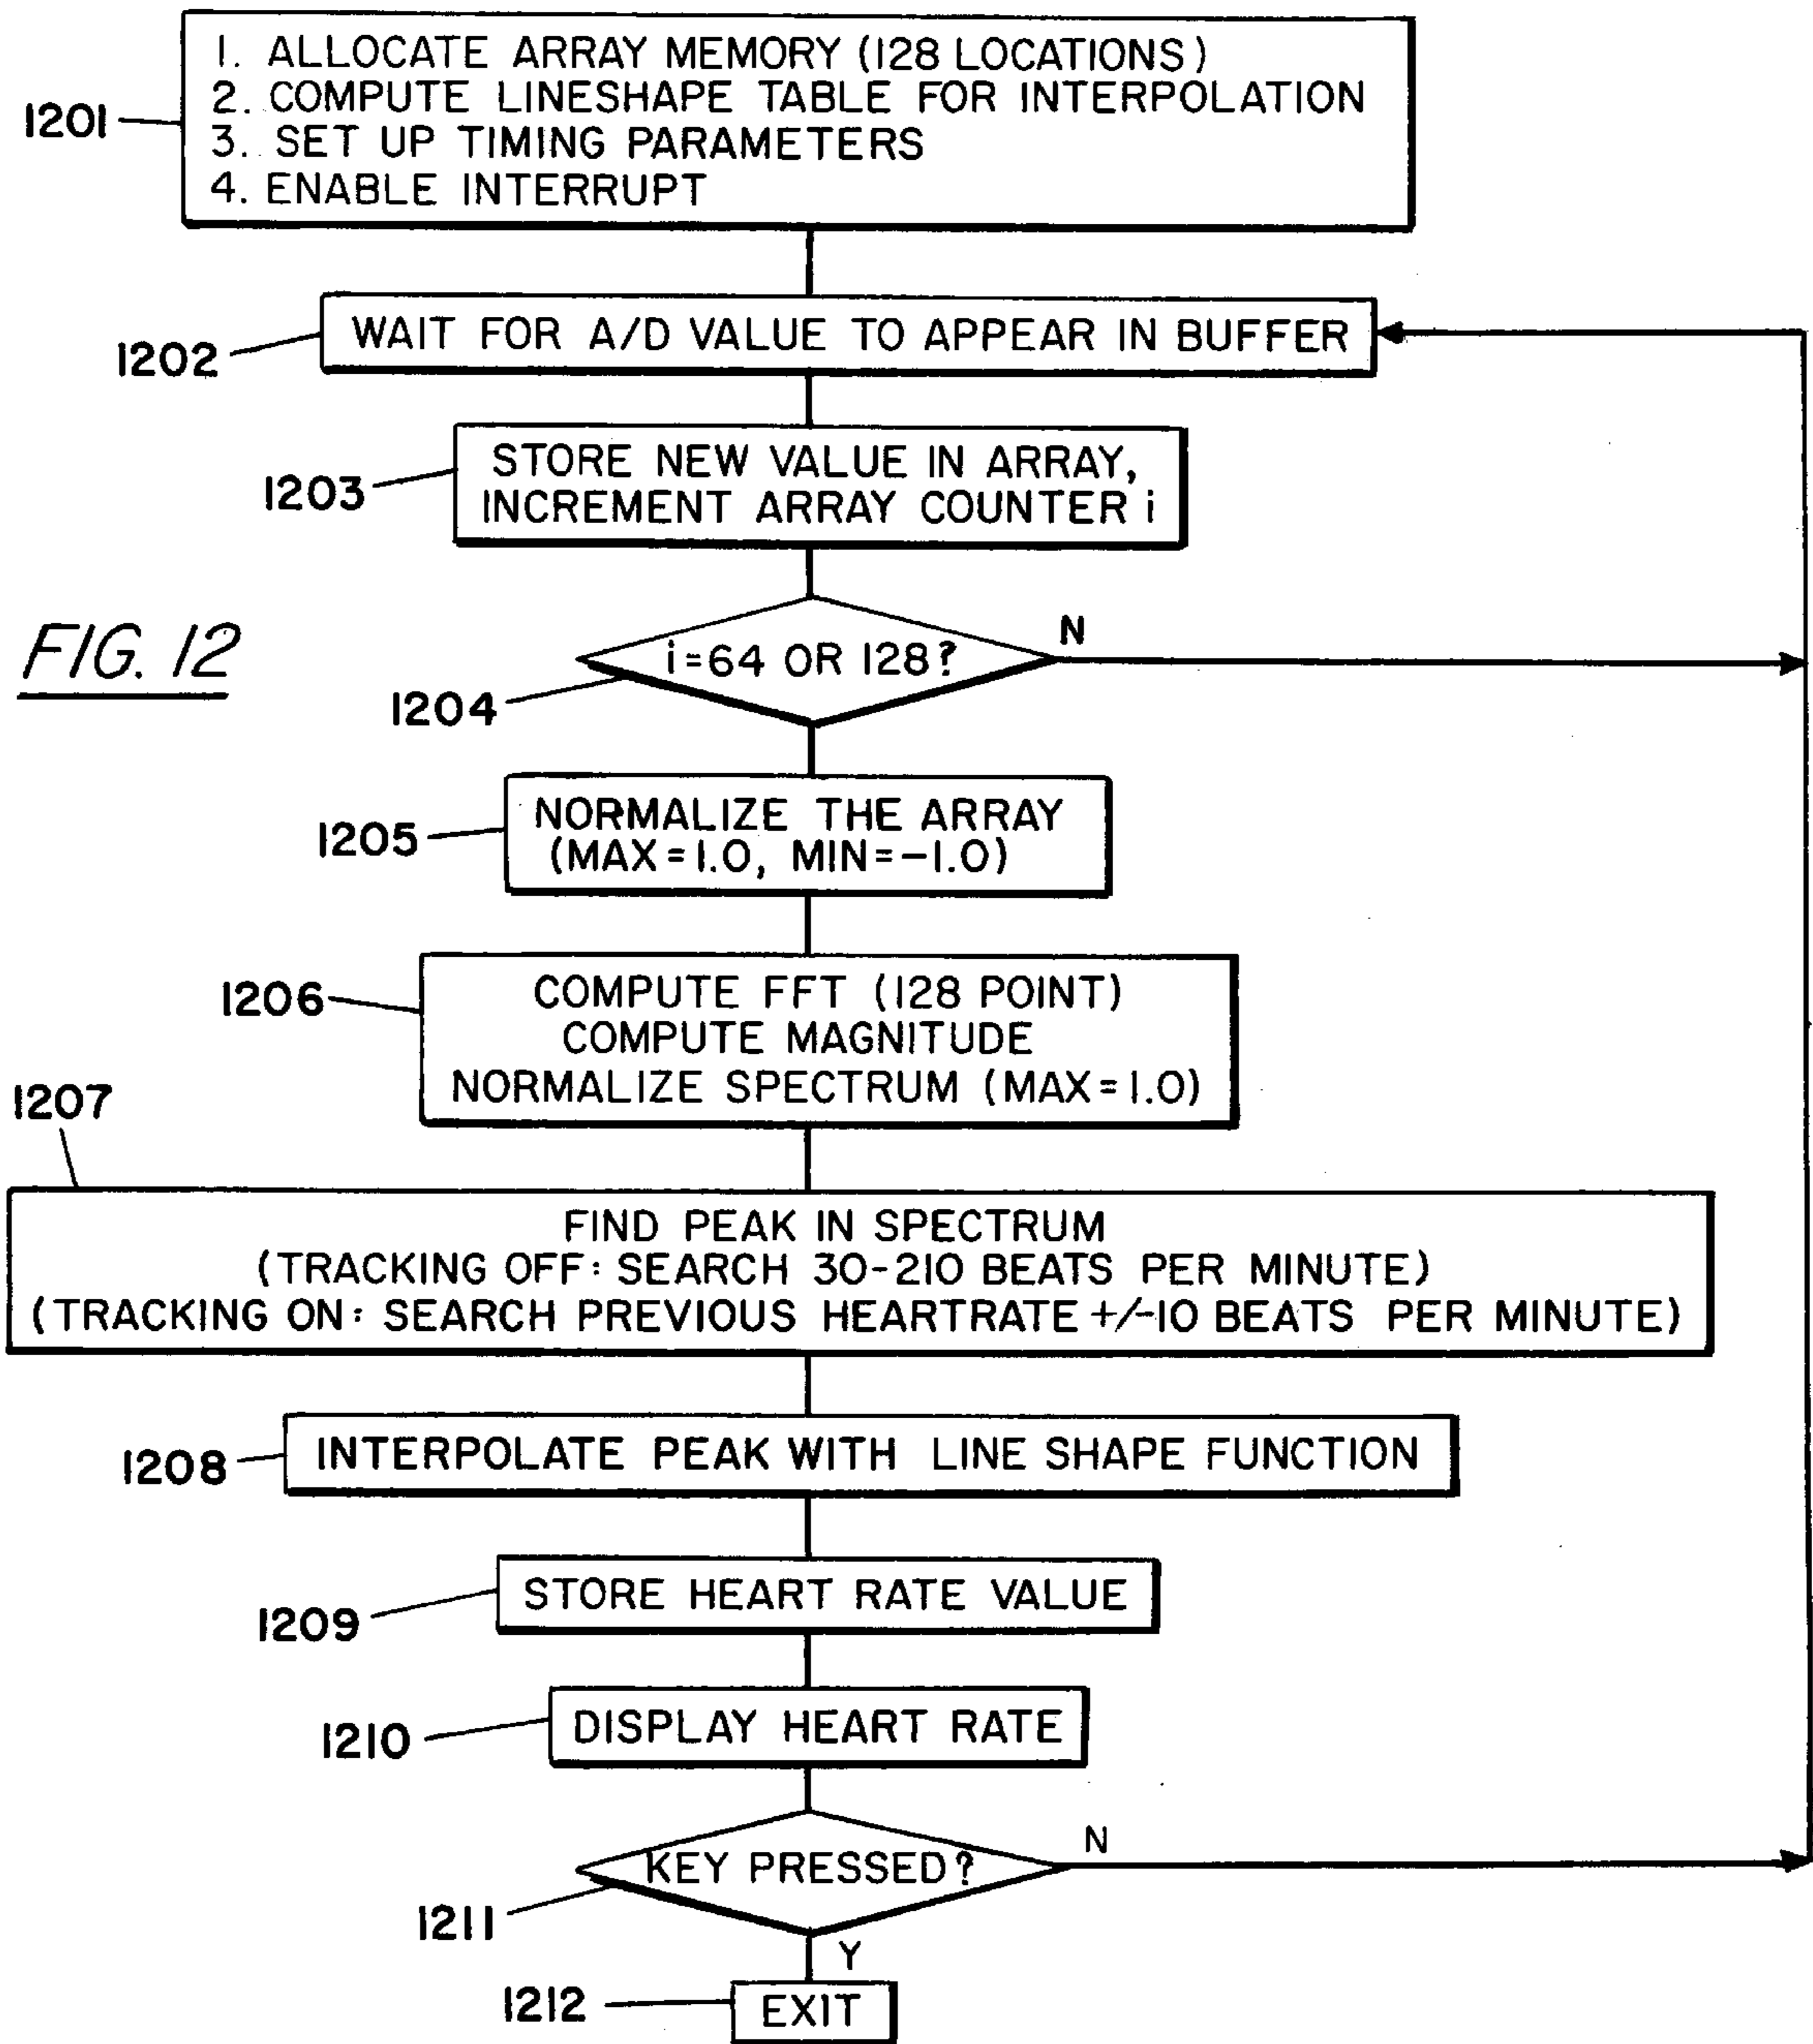 1. ALLOCATE ARRAY MEMORY (128 LOCATIONS)
2. COMPUTE LINESHAPE TABLE FOR INTERPOLATION
3. SET UP TIMING PARAMETERS
4. ENABLE INTERRUPT
1201
WAIT FOR A/D VALUE TO APPEAR IN BUFFER
1202
STORE NEW VALUE IN ARRAY,
INCREMENT ARRAY COUNTER i
1203
FIG. 12
i=64 OR 128?
N
1204
NORMALIZE THE ARRAY
(MAX=1.0, MIN=-1.0)
1205
COMPUTE FFT (128 POINT)
COMPUTE MAGNITUDE
NORMALIZE SPECTRUM (MAX=1.0)
1206
1207
FIND PEAK IN SPECTRUM
(TRACKING OFF: SEARCH 30-210 BEATS PER MINUTE)
(TRACKING ON: SEARCH PREVIOUS HEARTRATE +/-10 BEATS PER MINUTE)
INTERPOLATE PEAK WITH LINE SHAPE FUNCTION
1208
STORE HEART RATE VALUE
1209
DISPLAY HEART RATE
1210
KEY PRESSED?
N
1211
Y
EXIT
1212